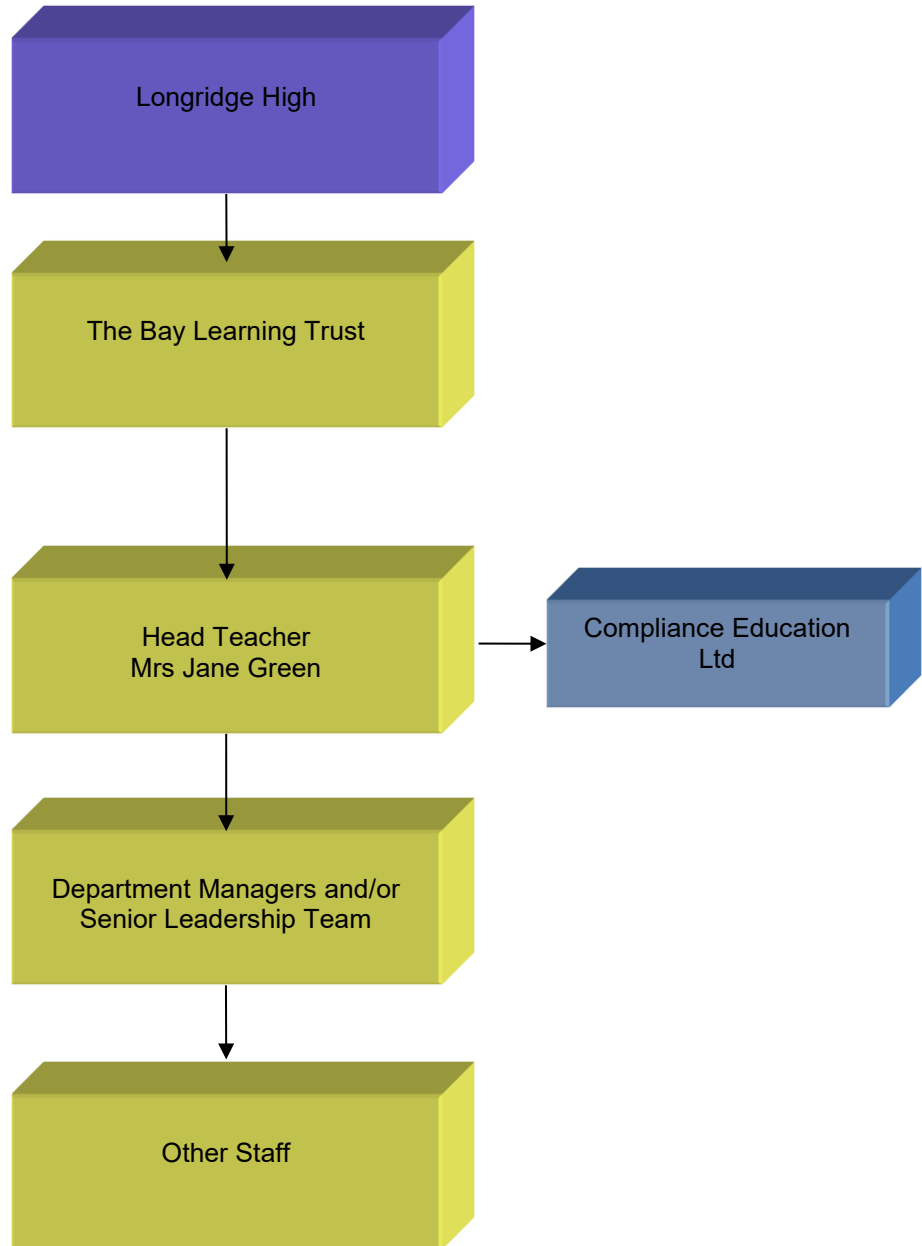 Longridge High
The Bay Learning Trust
Head Teacher
Mrs Jane Green
Compliance Education
Ltd
Department Managers and/or
Senior Leadership Team
Other Staff